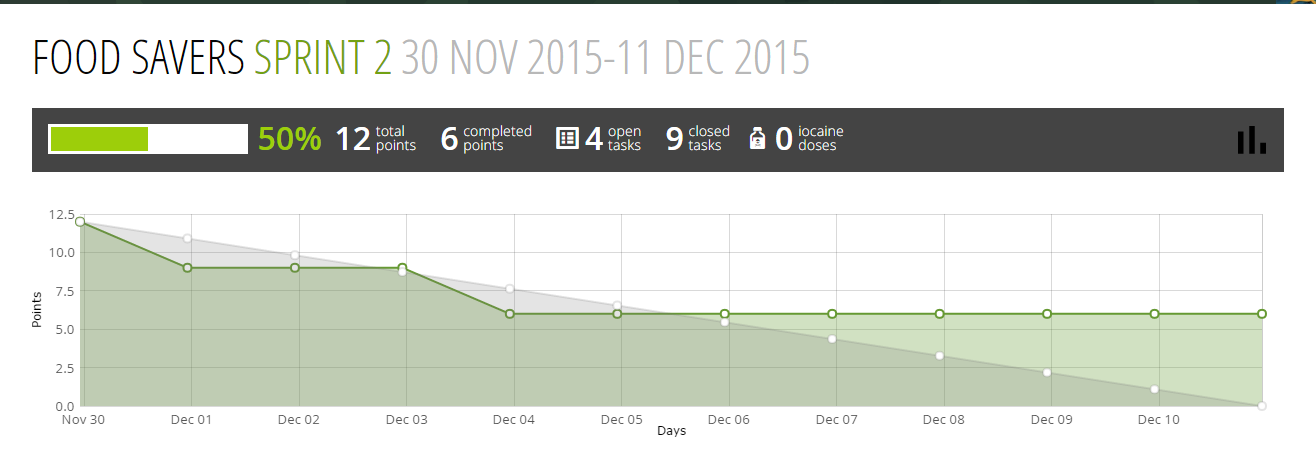 FOOD SAVERS SPRINT 2 30 NOV 2015-11 DEC 2015
50% 12 total points 6 completed points 4 open tasks 9 closed tasks 0 iocaine doses
12.5
10.0
7.5
5.0
2.5
0.0
Points
Nov 30 Dec 01 Dec 02 Dec 03 Dec 04 Dec 05 Dec 06 Dec 07 Dec 08 Dec 09 Dec 10
Days